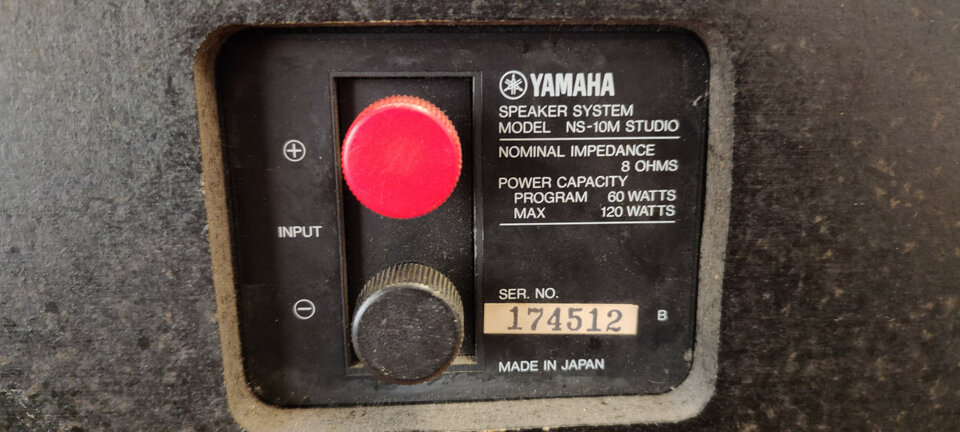 YAMAHA
SPEAKER SYSTEM
MODEL NS-10M STUDIO
NOMINAL IMPEDANCE
8 OHMS
POWER CAPACITY
PROGRAM 60 WATTS
MAX 120 WATTS
+
INPUT
−
SER. NO.
174512 B
MADE IN JAPAN